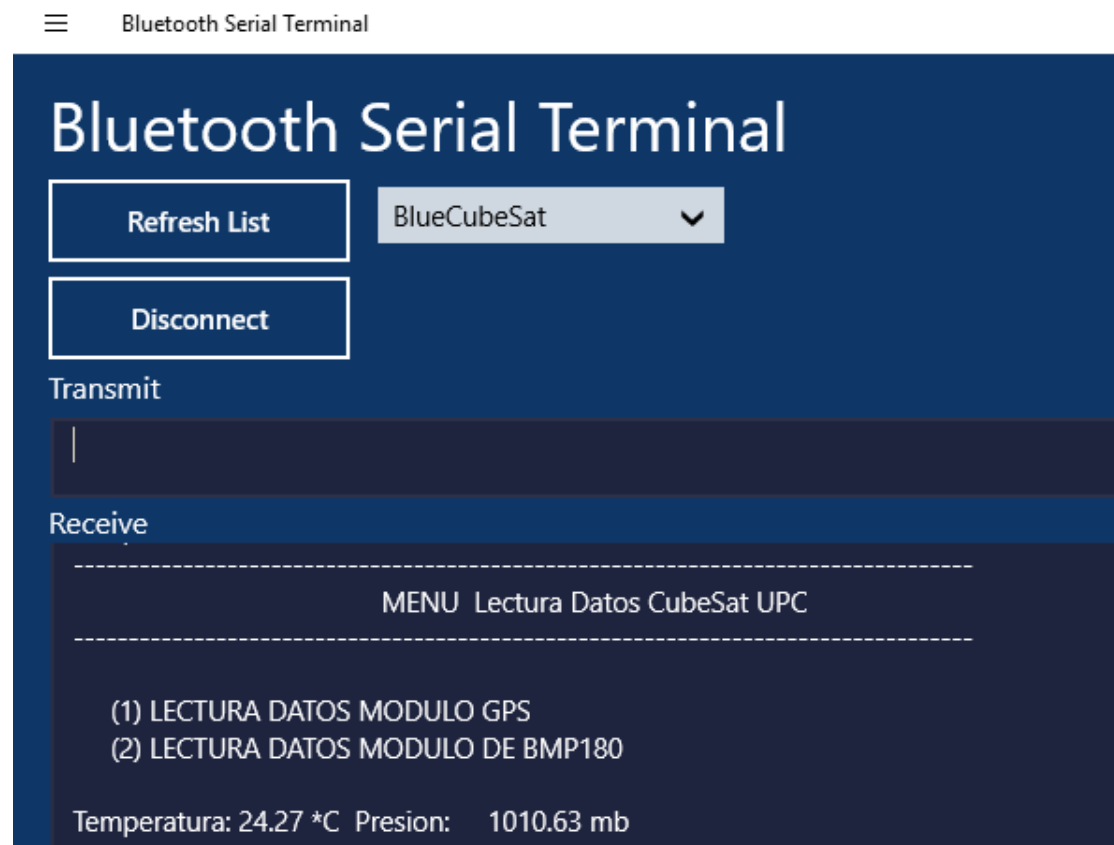 Bluetooth Serial Terminal
Bluetooth Serial Terminal
Refresh List
BlueCubeSat
Disconnect
Transmit
Receive
--------------------------------------------------------------------------------
MENU  Lectura Datos CubeSat UPC
--------------------------------------------------------------------------------
(1) LECTURA DATOS MODULO GPS
(2) LECTURA DATOS MODULO DE BMP180
Temperatura: 24.27 *C  Presion:    1010.63 mb